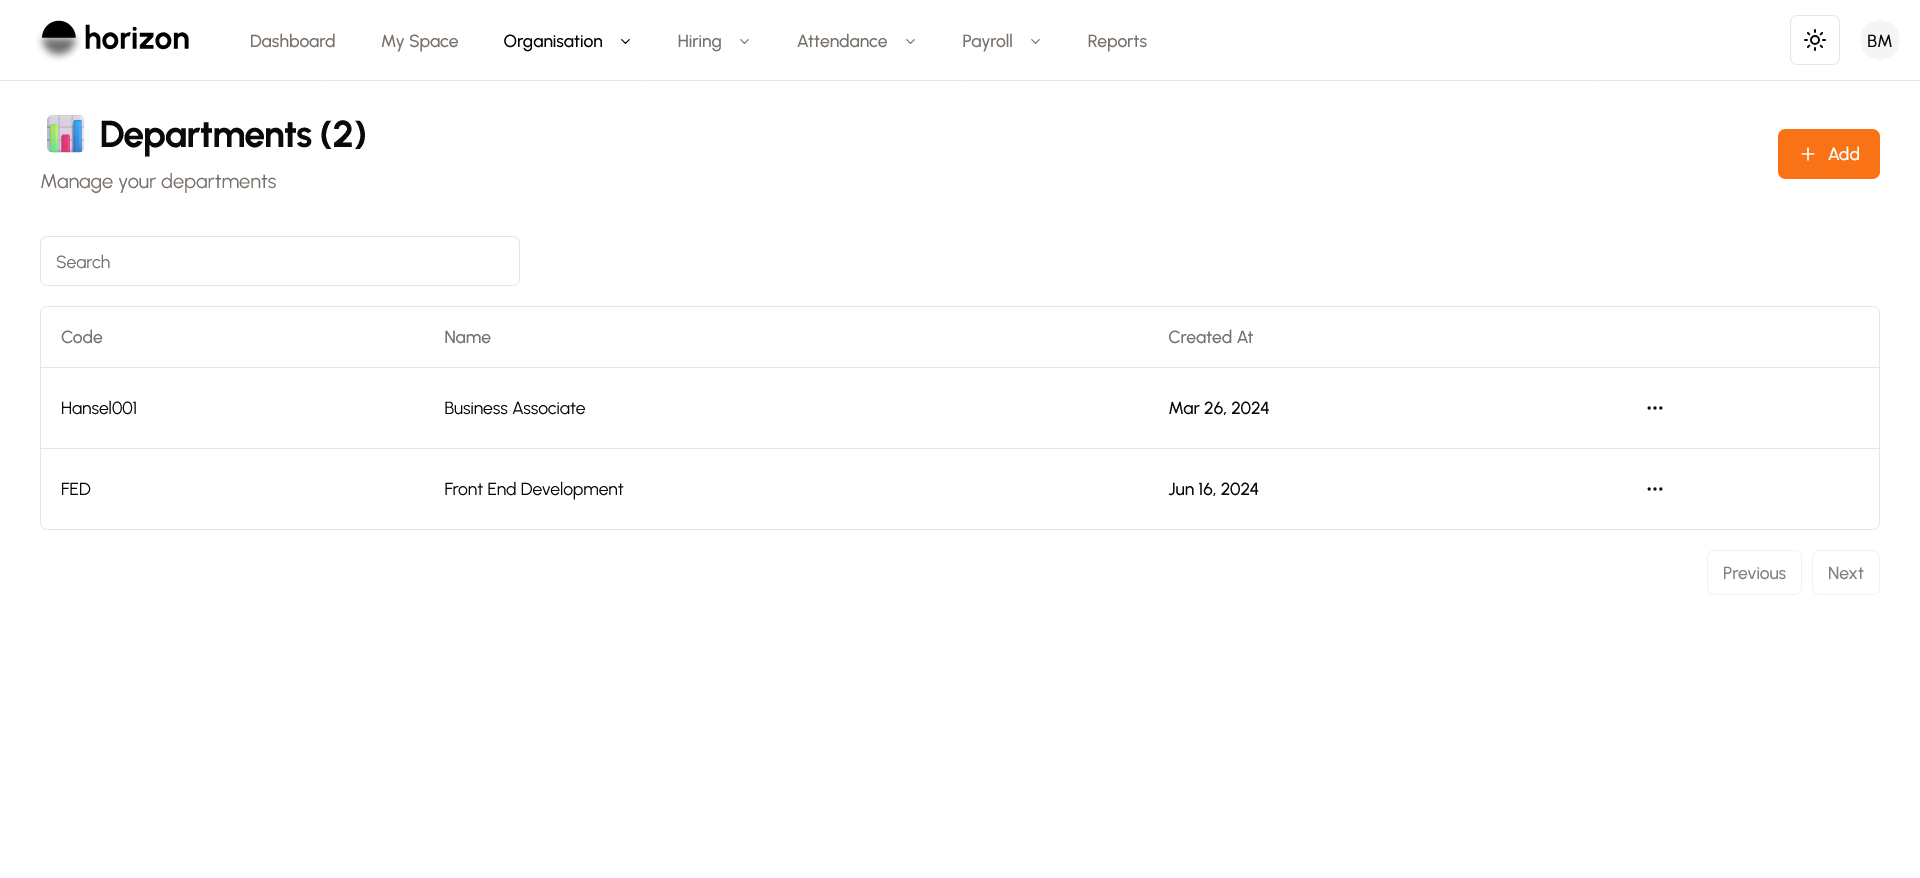 horizon
Dashboard My Space Organisation Hiring Attendance Payroll Reports BM
Departments (2)
Manage your departments
+ Add
Search
Code Name Created At
Hansel001 Business Associate Mar 26, 2024
FED Front End Development Jun 16, 2024
Previous Next